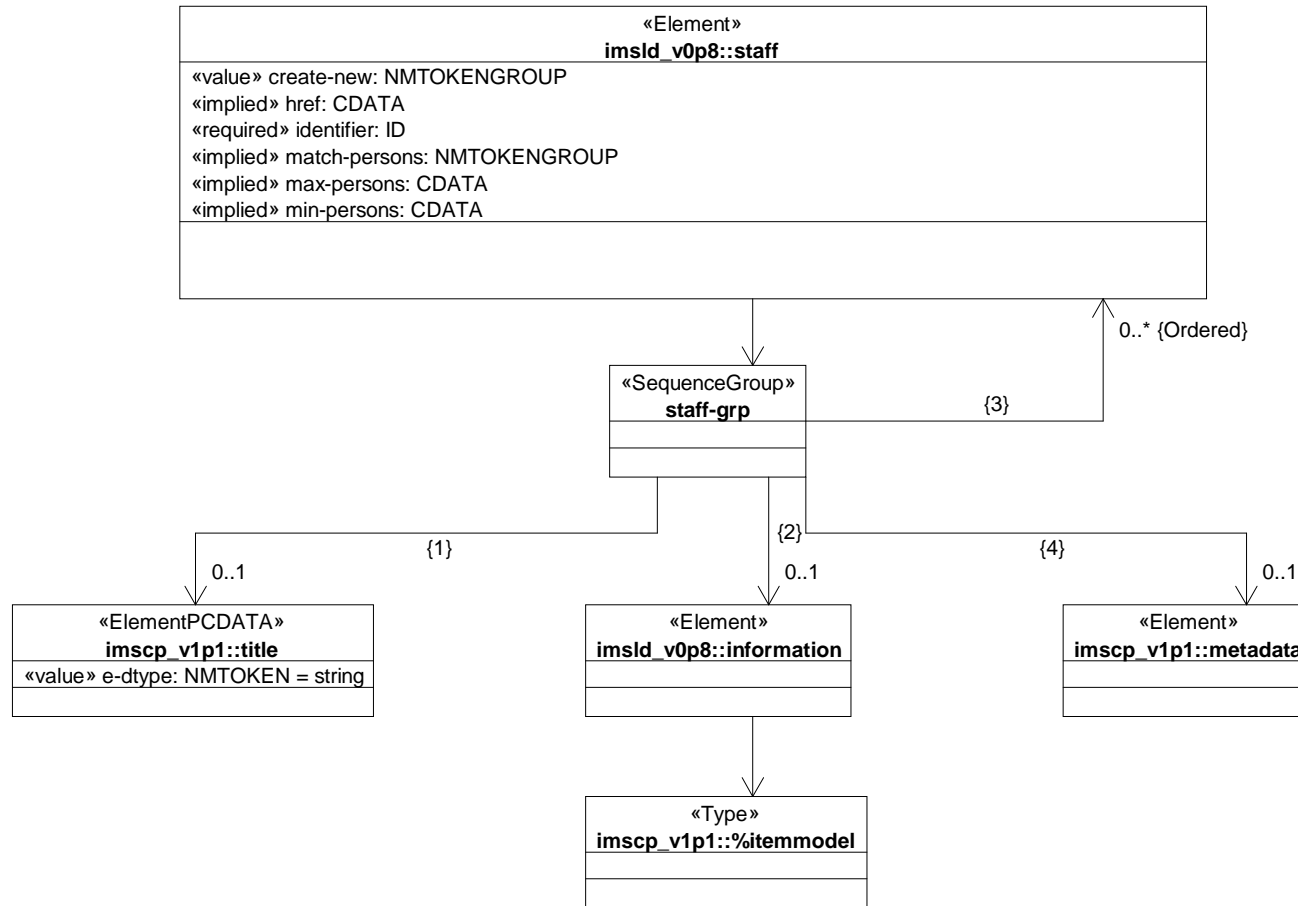 «Element»
imsld_v0p8::staff
«value» create-new: NMTOKENGROUP
«implied» href: CDATA
«required» identifier: ID
«implied» match-persons: NMTOKENGROUP
«implied» max-persons: CDATA
«implied» min-persons: CDATA
0..* {Ordered}
«SequenceGroup»
staff-grp
{3}
{1}
{2}
{4}
0..1
0..1
0..1
«ElementPCDATA»
imscp_v1p1::title
«value» e-dtype: NMTOKEN = string
«Element»
imsld_v0p8::information
«Element»
imscp_v1p1::metadata
«Type»
imscp_v1p1::%itemmodel